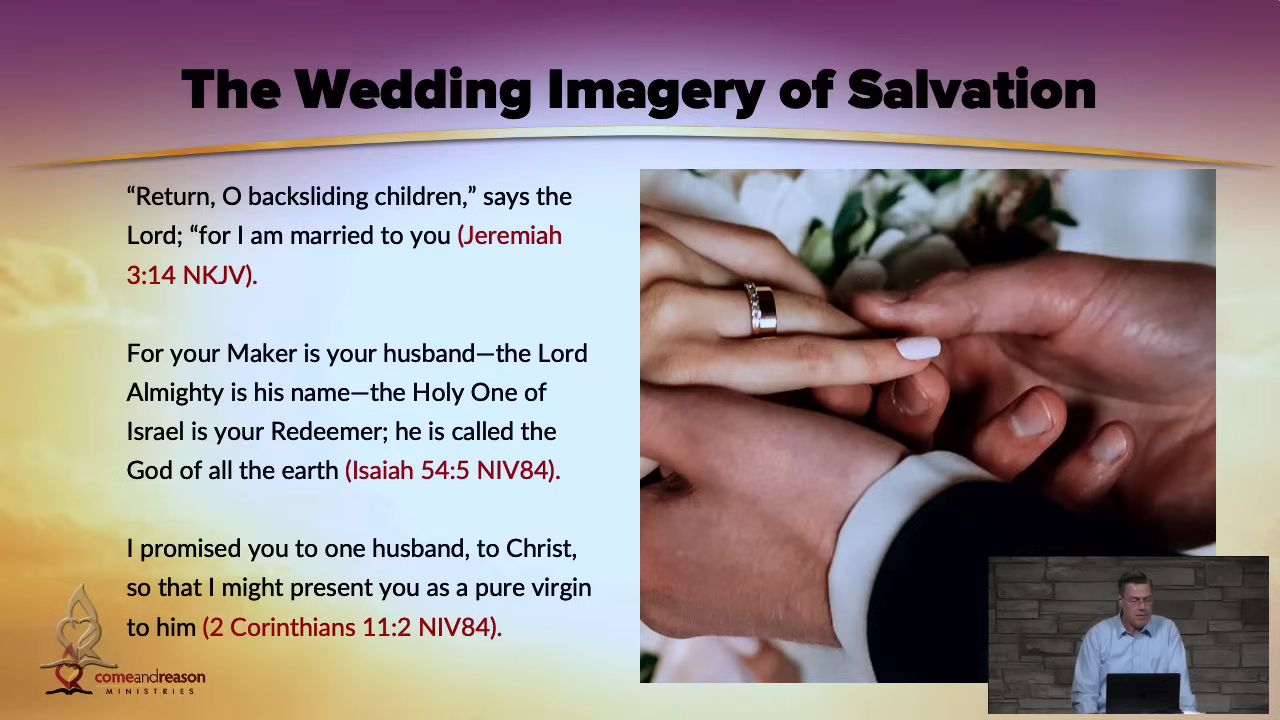 The Wedding Imagery of Salvation
“Return, O backsliding children,” says the
Lord; “for I am married to you (Jeremiah
3:14 NKJV).
For your Maker is your husband—the Lord
Almighty is his name—the Holy One of
Israel is your Redeemer; he is called the
God of all the earth (Isaiah 54:5 NIV84).
I promised you to one husband, to Christ,
so that I might present you as a pure virgin
to him (2 Corinthians 11:2 NIV84).
comeandreason
MINISTRIES